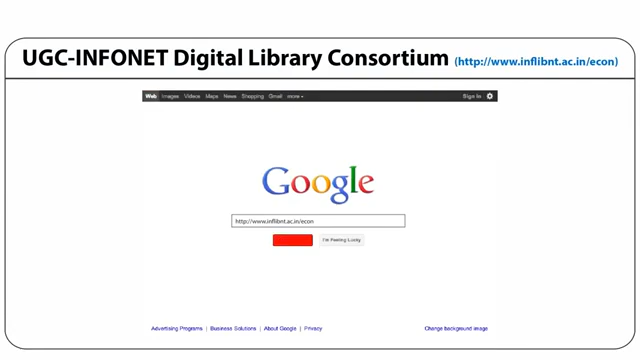 UGC-INFONET Digital Library Consortium (http://www.inflibnt.ac.in/econ)
Web Images Videos Maps News Shopping Gmail more Sign in
Google
http://www.inflibnt.ac.in/econ
I'm Feeling Lucky
Advertising Programs | Business Solutions | About Google | Privacy Change background image